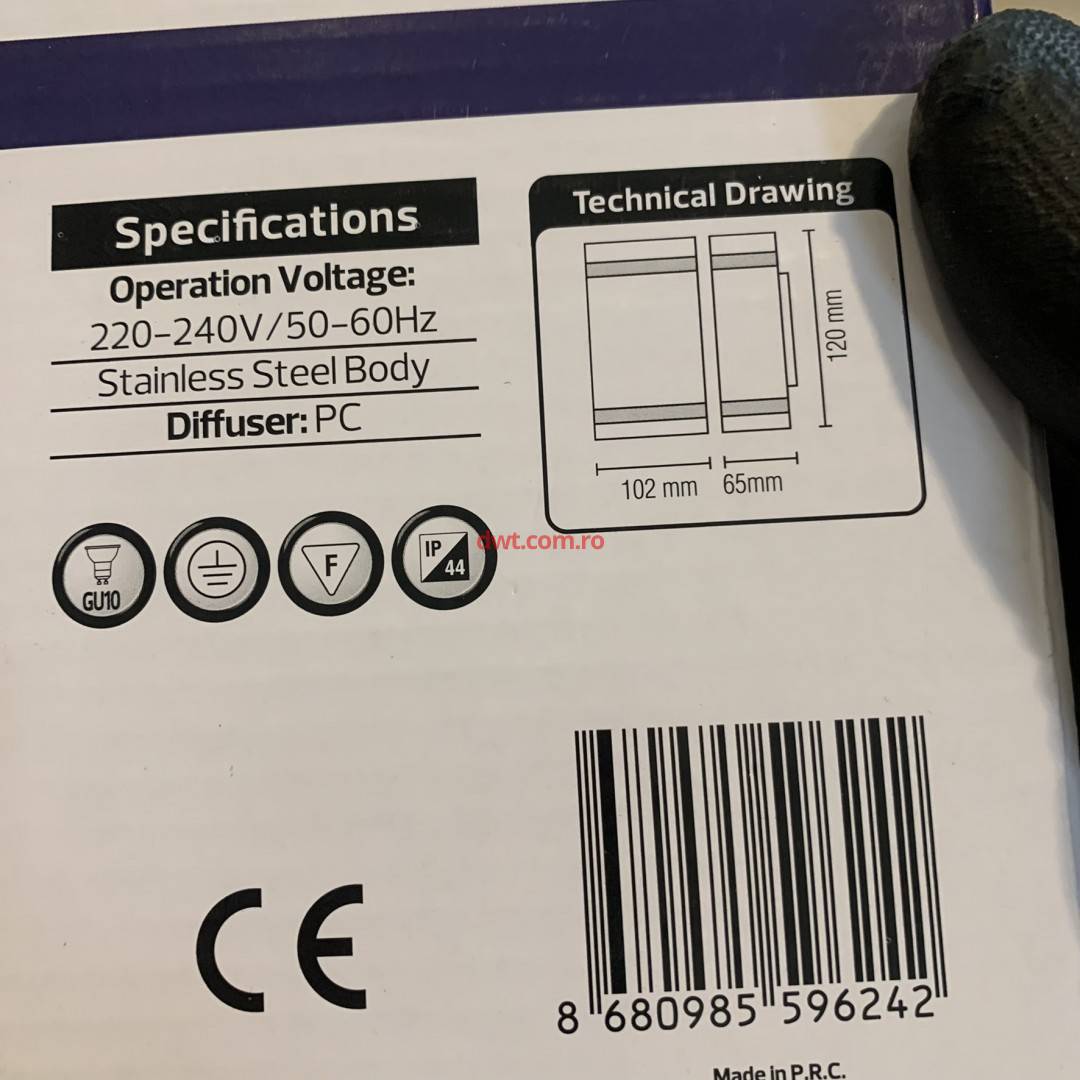 Specifications
Operation Voltage:
220-240V/50-60Hz
Stainless Steel Body
Diffuser: PC
Technical Drawing
120 mm
102 mm
65mm
GU10
F
IP
44
dwt.com.ro
CE
8 680985 596242
Made in P.R.C.